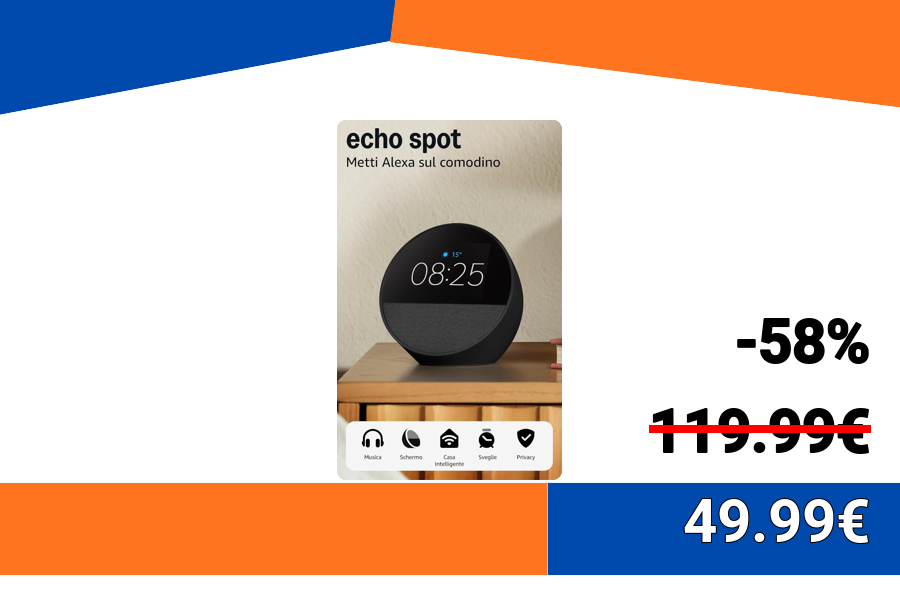 echo spot
Metti Alexa sul comodino
15°
08:25
Musica
Schermo
Casa
Intelligente
Sveglie
Privacy
-58%
119.99€
49.99€